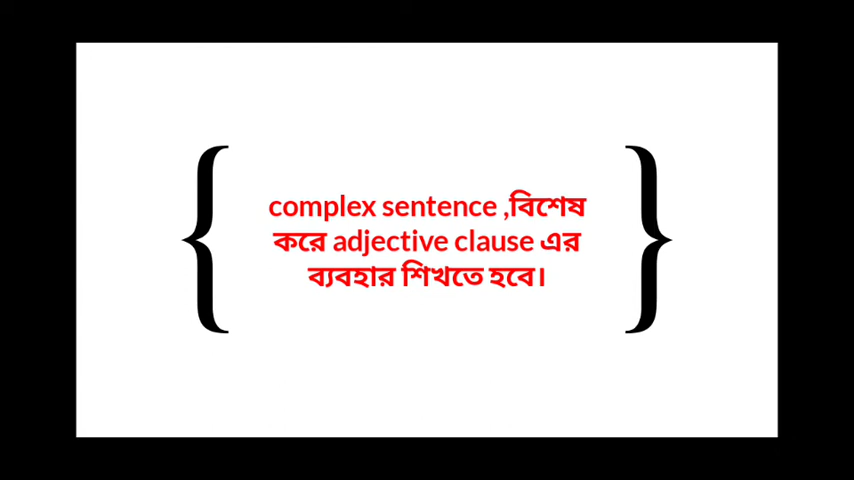 complex sentence ,বিশেষ
করে adjective clause এর
ব্যবহার শিখতে হবে।